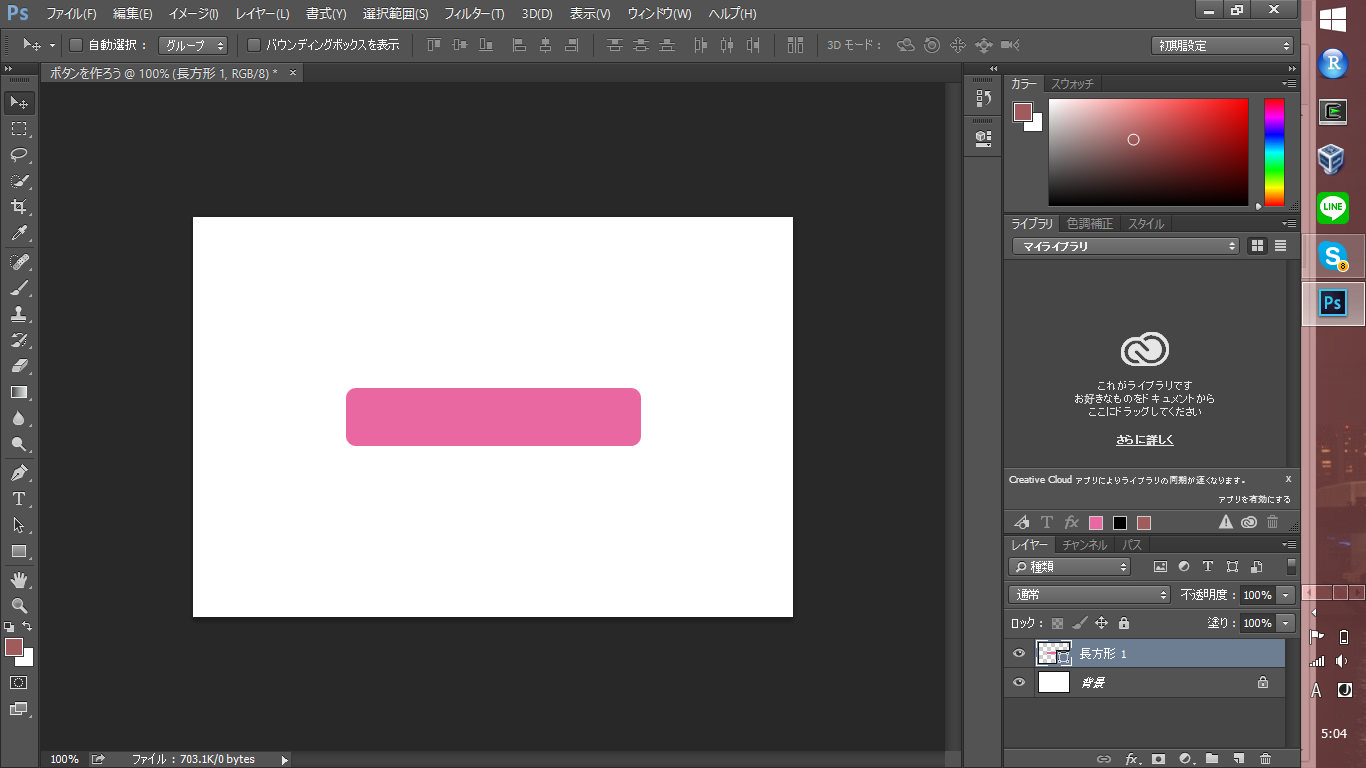 Ps ファイル(F) 編集(E) イメージ(I) レイヤー(L) 書式(Y) 選択範囲(S) フィルター(T) 3D(D) 表示(V) ウィンドウ(W) ヘルプ(H)
自動選択： グループ バウンディングボックスを表示 3D モード： 初期設定
ボタンを作ろう @ 100% (長方形 1, RGB/8) * ×
カラー スウォッチ
ライブラリ 色調補正 スタイル
マイライブラリ
これがライブラリです
お好きなものをドキュメントから
ここにドラッグしてください
さらに詳しく
Creative Cloud アプリによりライブラリの同期が遅くなります。 x
アプリを有効にする
T fx
レイヤー チャンネル パス
種類 T
通常 不透明度： 100%
ロック： 塗り： 100%
長方形 1
背景
fx.
100% ファイル：703.1K/0 bytes
T
R
LINE
S 8
Ps
A
5:04